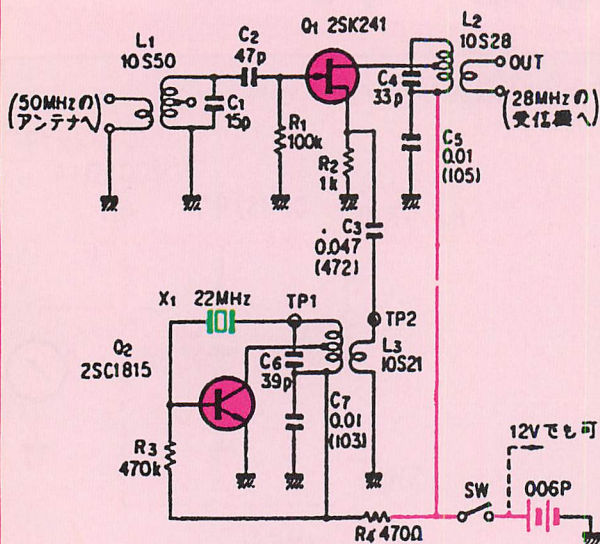 Q1 2SK241
L1
10S50
C2
47p
L2
10S28
OUT
(50MHzの
アンテナへ)
C1
15p
R1
100k
R2
1k
C4
33p
C5
0.01
(105)
(28MHzの
受信機へ)
C3
0.047
(472)
X1 22MHz
TP1
TP2
Q2
2SC1815
C6
39p
L3
10S21
C7
0.01
(103)
R3
470k
R4 470Ω
SW
12Vでも可
006P